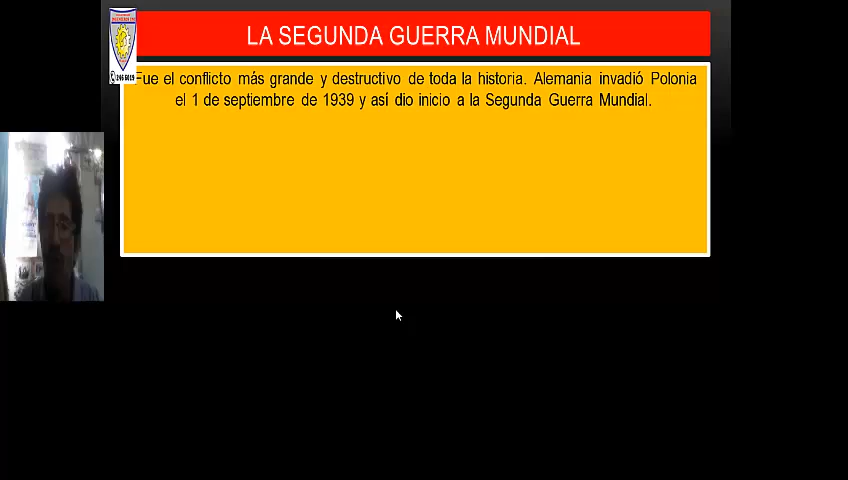 LA SEGUNDA GUERRA MUNDIAL
Fue el conflicto más grande y destructivo de toda la historia. Alemania invadió Polonia
el 1 de septiembre de 1939 y así dio inicio a la Segunda Guerra Mundial.